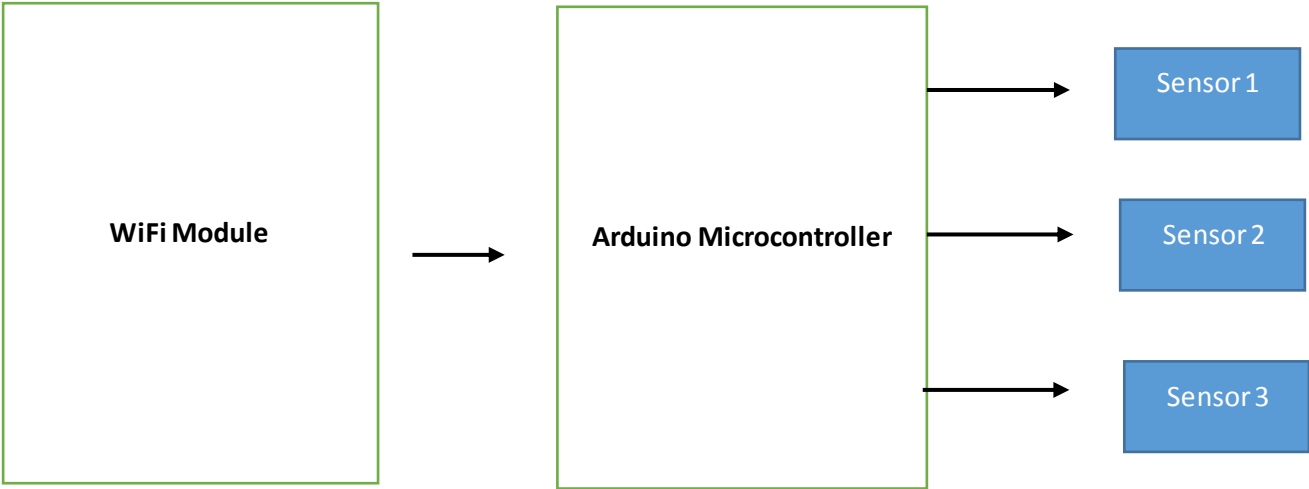 WiFi Module
Arduino Microcontroller
Sensor 1
Sensor 2
Sensor 3